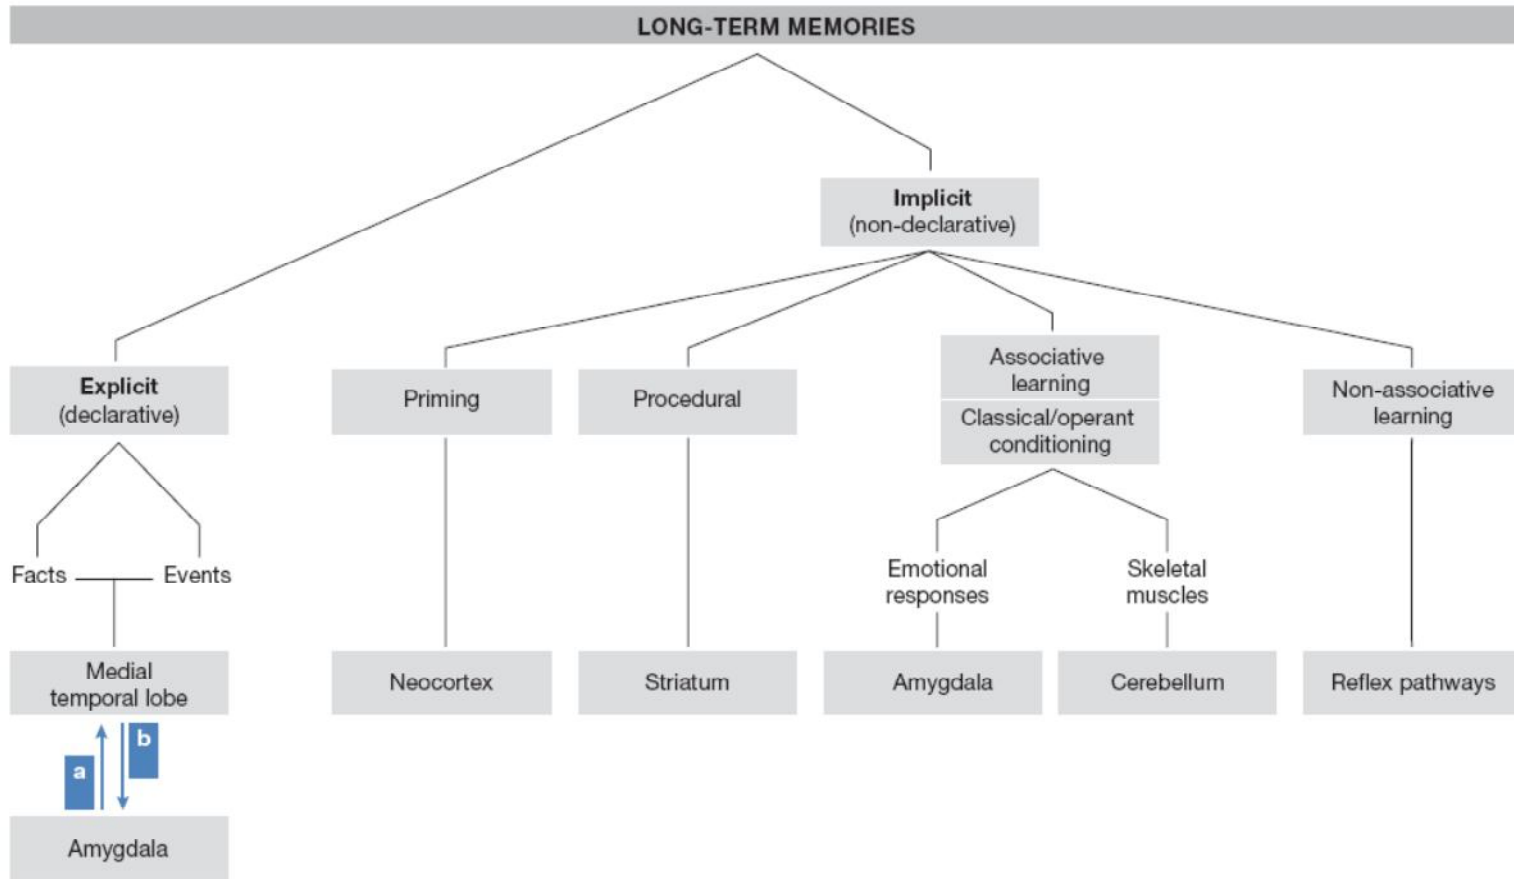 LONG-TERM MEMORIES
Implicit
(non-declarative)
Explicit
(declarative)
Priming
Procedural
Associative
learning
Classical/operant
conditioning
Non-associative
learning
Facts
Events
Emotional
responses
Skeletal
muscles
Medial
temporal lobe
Neocortex
Striatum
Amygdala
Cerebellum
Reflex pathways
a
b
Amygdala